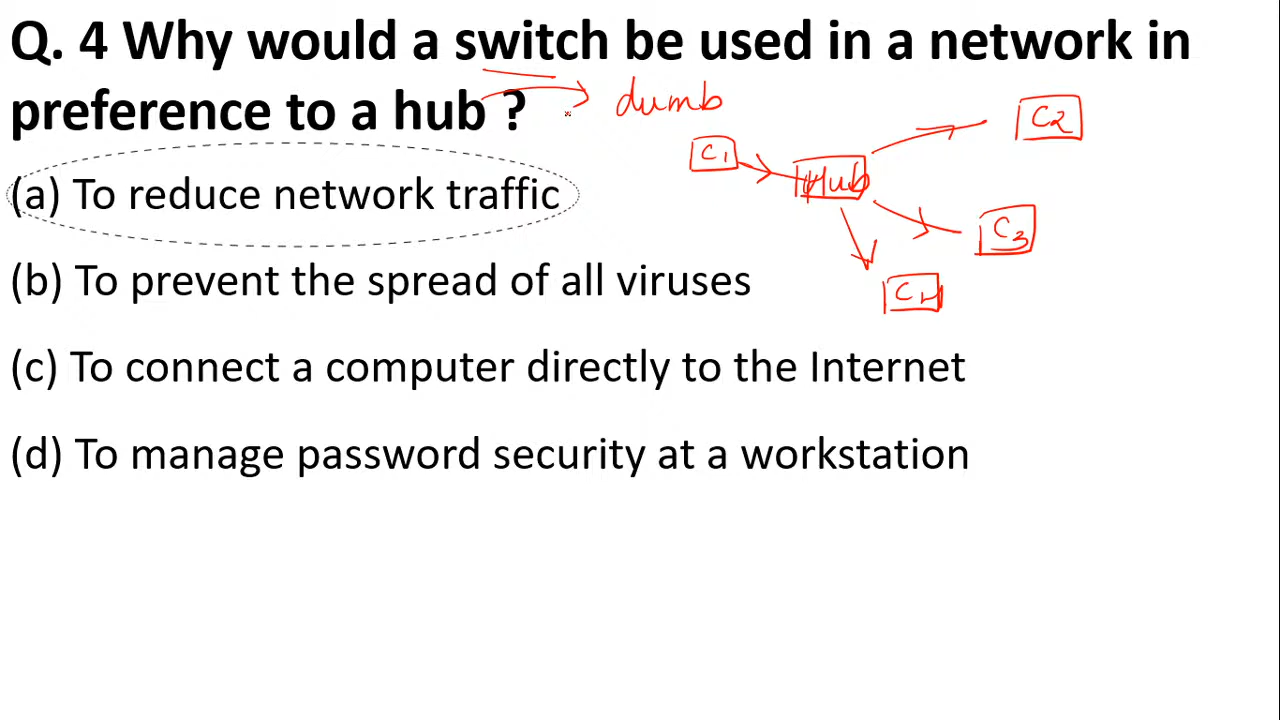 Q. 4 Why would a switch be used in a network in
preference to a hub ?
dumb
C1
Hub
C2
C3
C4
(a) To reduce network traffic
(b) To prevent the spread of all viruses
(c) To connect a computer directly to the Internet
(d) To manage password security at a workstation